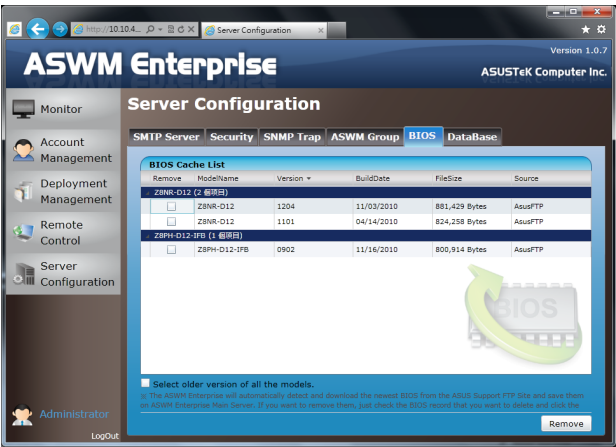 http://10.10.4...
Server Configuration
Version 1.0.7
ASWM Enterprise
ASUSTeK Computer Inc.
Monitor
Account
Management
Deployment
Management
Remote
Control
Server
Configuration
Administrator
LogOut
Server Configuration
SMTP Server Security SNMP Trap ASWM Group BIOS DataBase
BIOS Cache List
Remove ModelName Version BuildDate FileSize Source
Z8NR-D12 (2 個項目)
Z8NR-D12 1204 11/03/2010 881,429 Bytes AsusFTP
Z8NR-D12 1101 04/14/2010 824,258 Bytes AsusFTP
Z8PH-D12-IFB (1 個項目)
Z8PH-D12-IFB 0902 11/16/2010 800,914 Bytes AsusFTP
BIOS
Select older version of all the models.
※ The ASWM Enterprise will automatically detect and download the newest BIOS from the ASUS Support FTP Site and save them
on ASWM Enterprise Main Server. If you want to remove them, just check the BIOS record that you want to delete and click the
Remove